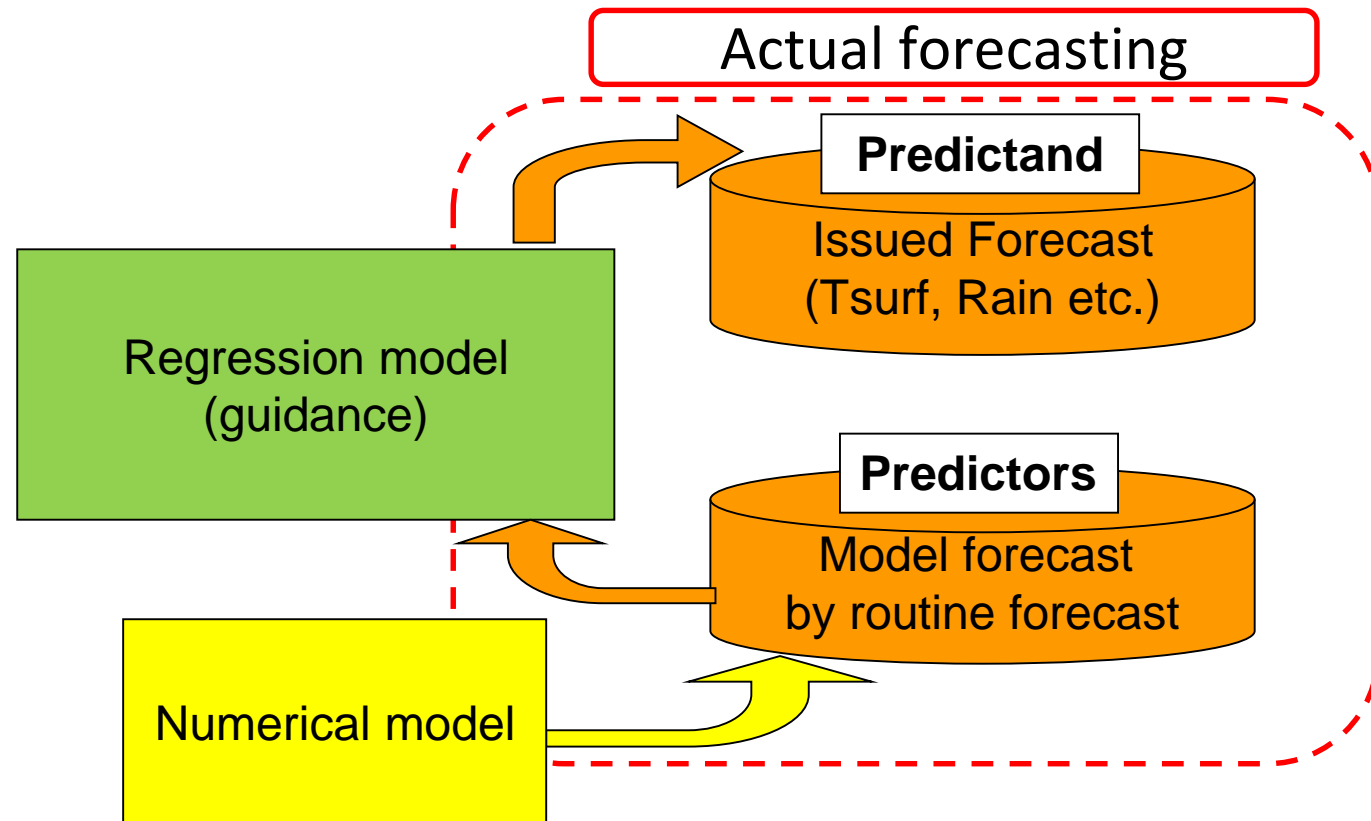 Actual forecasting
Predictand
Issued Forecast
(Tsurf, Rain etc.)
Regression model
(guidance)
Predictors
Model forecast
by routine forecast
Numerical model